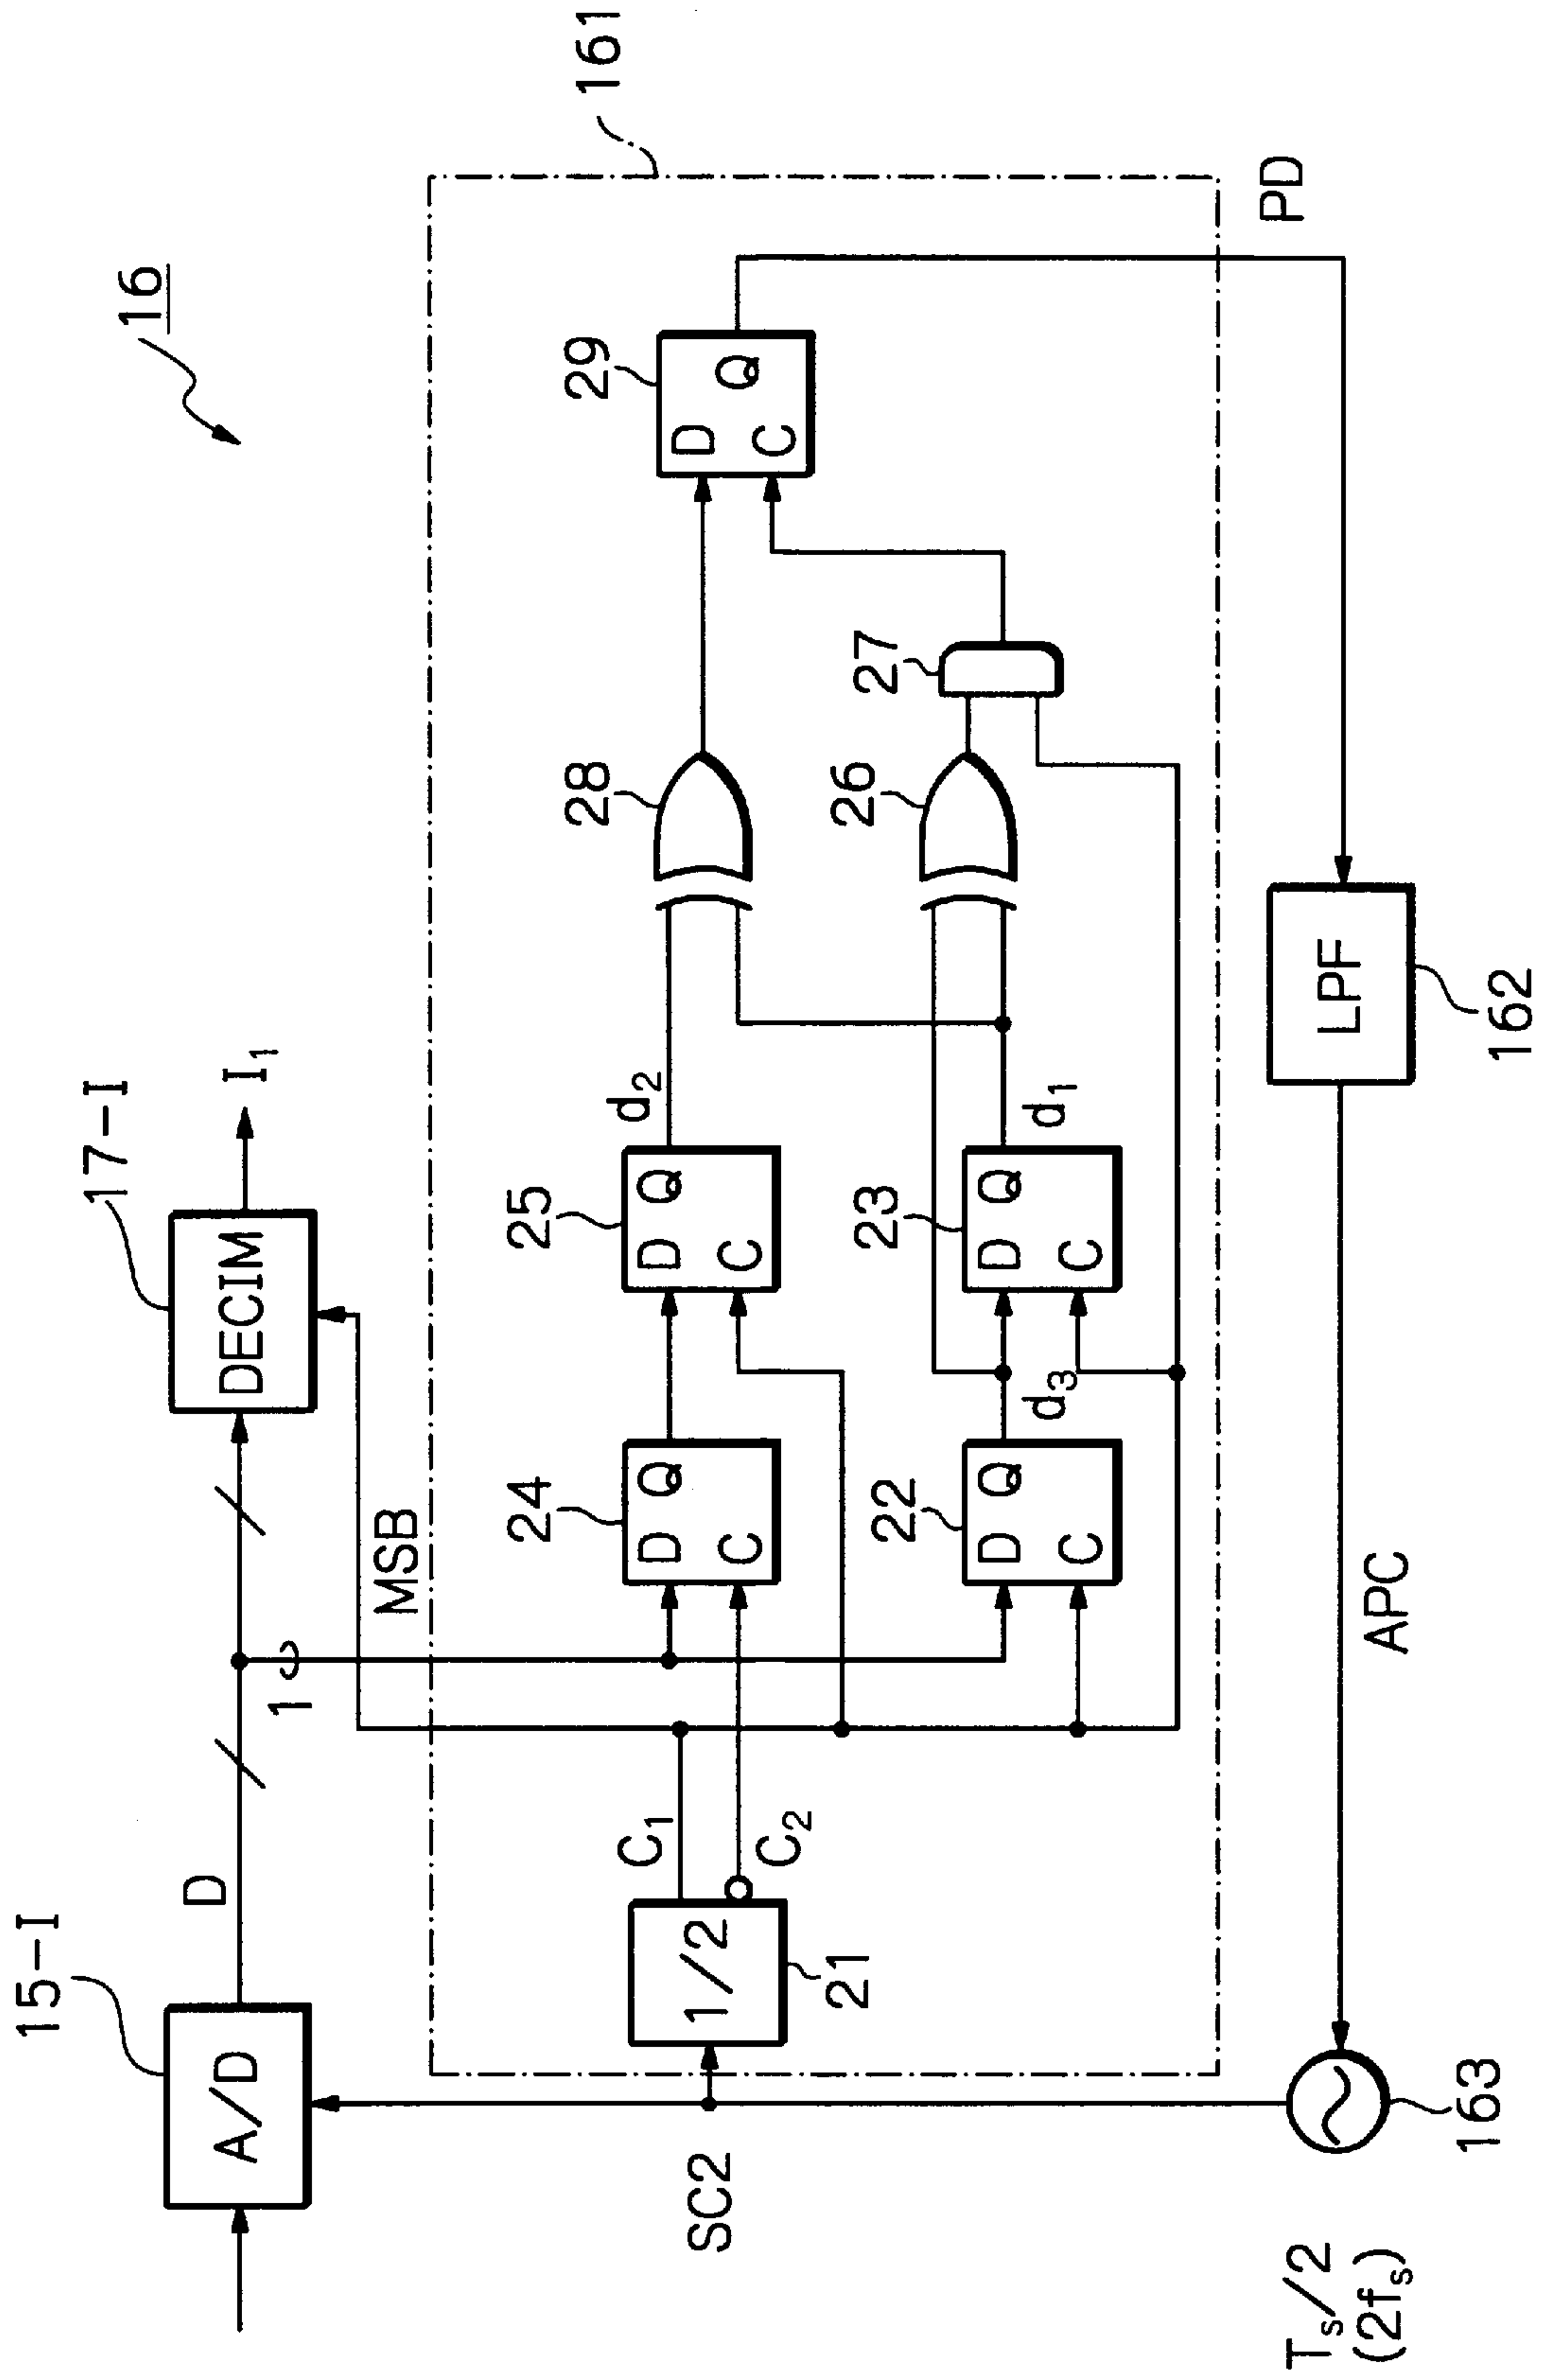 16
15-I
17-I
A/D
D
DECIM
I1
1
MSB
161
SC2
1/2
21
C1
C2
24
D Q
C
25
D Q
C
d2
28
29
D Q
C
22
D Q
C
d3
23
D Q
C
d1
26
27
PD
Ts/2
(2fs)
163
APC
LPF
162